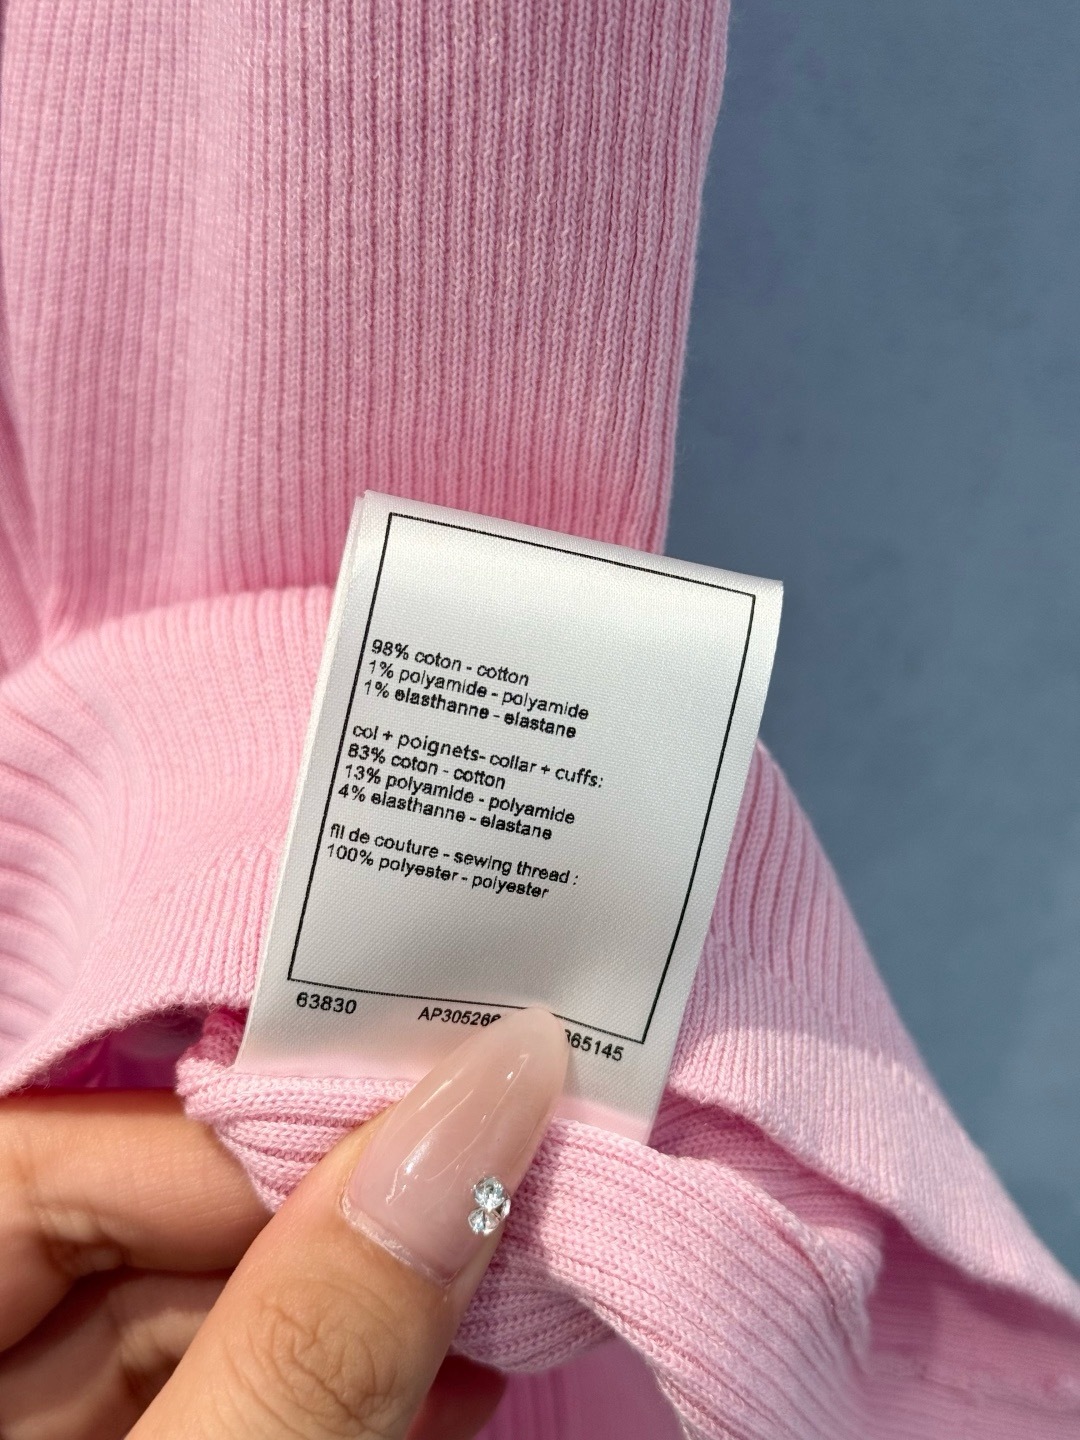 98% coton - cotton
1% polyamide - polyamide
1% elasthanne - elastane
col + poignets- collar + cuffs:
83% coton - cotton
13% polyamide - polyamide
4% elasthanne - elastane
fil de couture - sewing thread :
100% polyester - polyester
63830